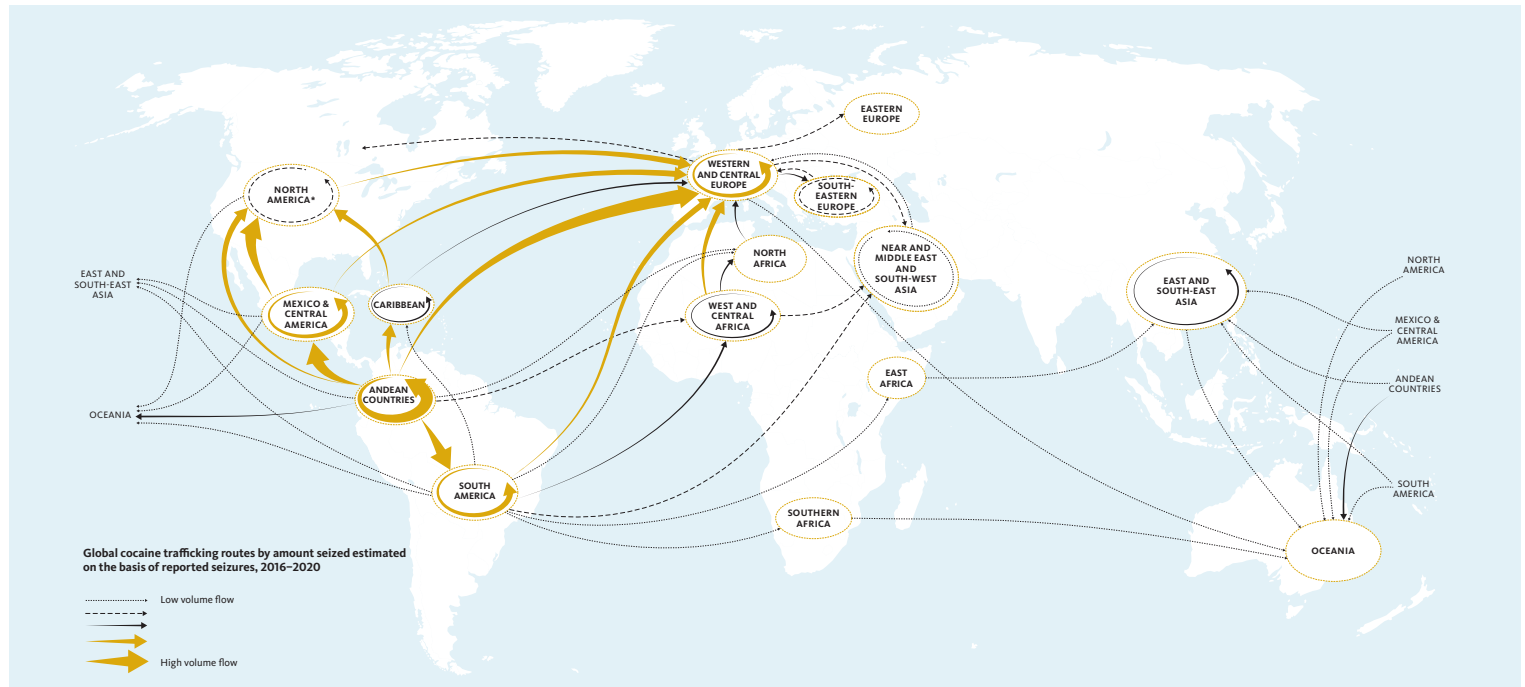 EASTERN
EUROPE
WESTERN
AND CENTRAL
EUROPE
NORTH
AMERICA*
SOUTH-
EASTERN
EUROPE
NORTH
AFRICA
NEAR AND
MIDDLE EAST
AND
SOUTH-WEST
ASIA
EAST AND
SOUTH-EAST
ASIA
MEXICO &
CENTRAL
AMERICA
CARIBBEAN
WEST AND
CENTRAL
AFRICA
EAST AND
SOUTH-EAST
ASIA
NORTH
AMERICA
MEXICO &
CENTRAL
AMERICA
ANDEAN
COUNTRIES
EAST
AFRICA
ANDEAN
COUNTRIES
OCEANIA
SOUTH
AMERICA
SOUTHERN
AFRICA
SOUTH
AMERICA
OCEANIA
Global cocaine trafficking routes by amount seized estimated
on the basis of reported seizures, 2016–2020
Low volume flow
High volume flow